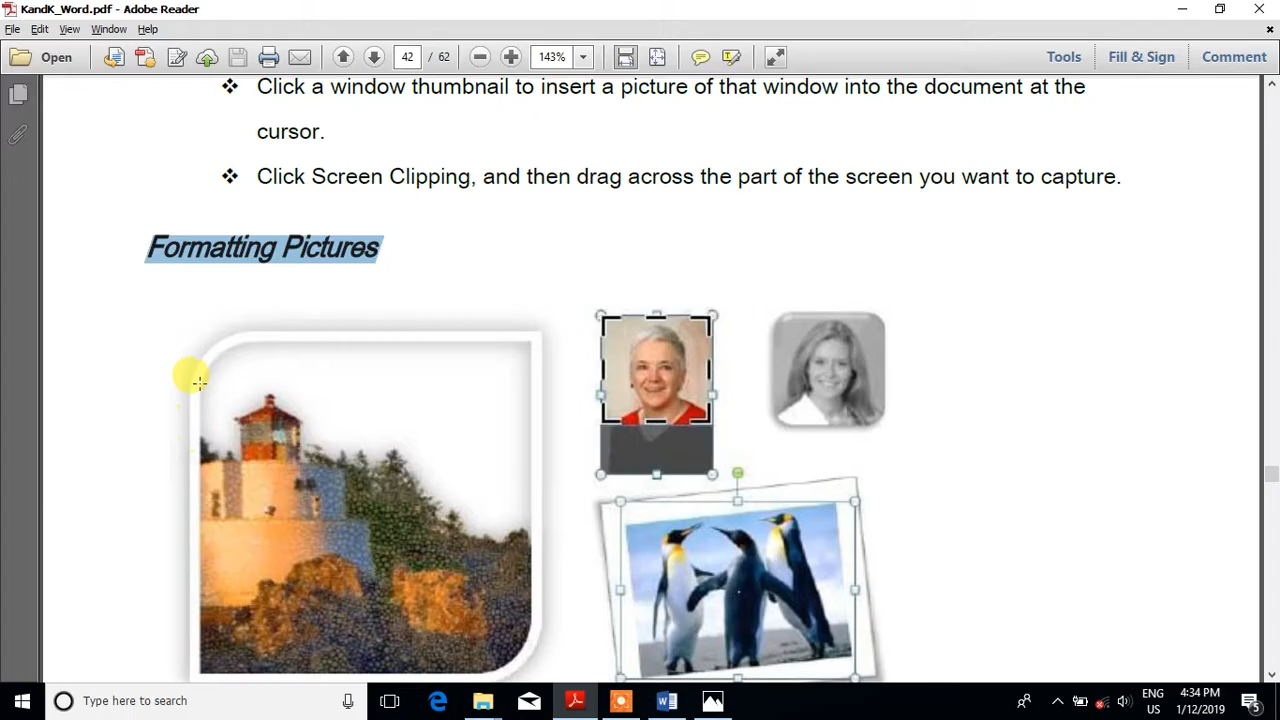 KandK_Word.pdf - Adobe Reader
File Edit View Window Help
Open 42 / 62 143% Tools Fill & Sign Comment
❖ Click a window thumbnail to insert a picture of that window into the document at the
cursor.
❖ Click Screen Clipping, and then drag across the part of the screen you want to capture.
Formatting Pictures
Type here to search
ENG
US
4:34 PM
1/12/2019
5